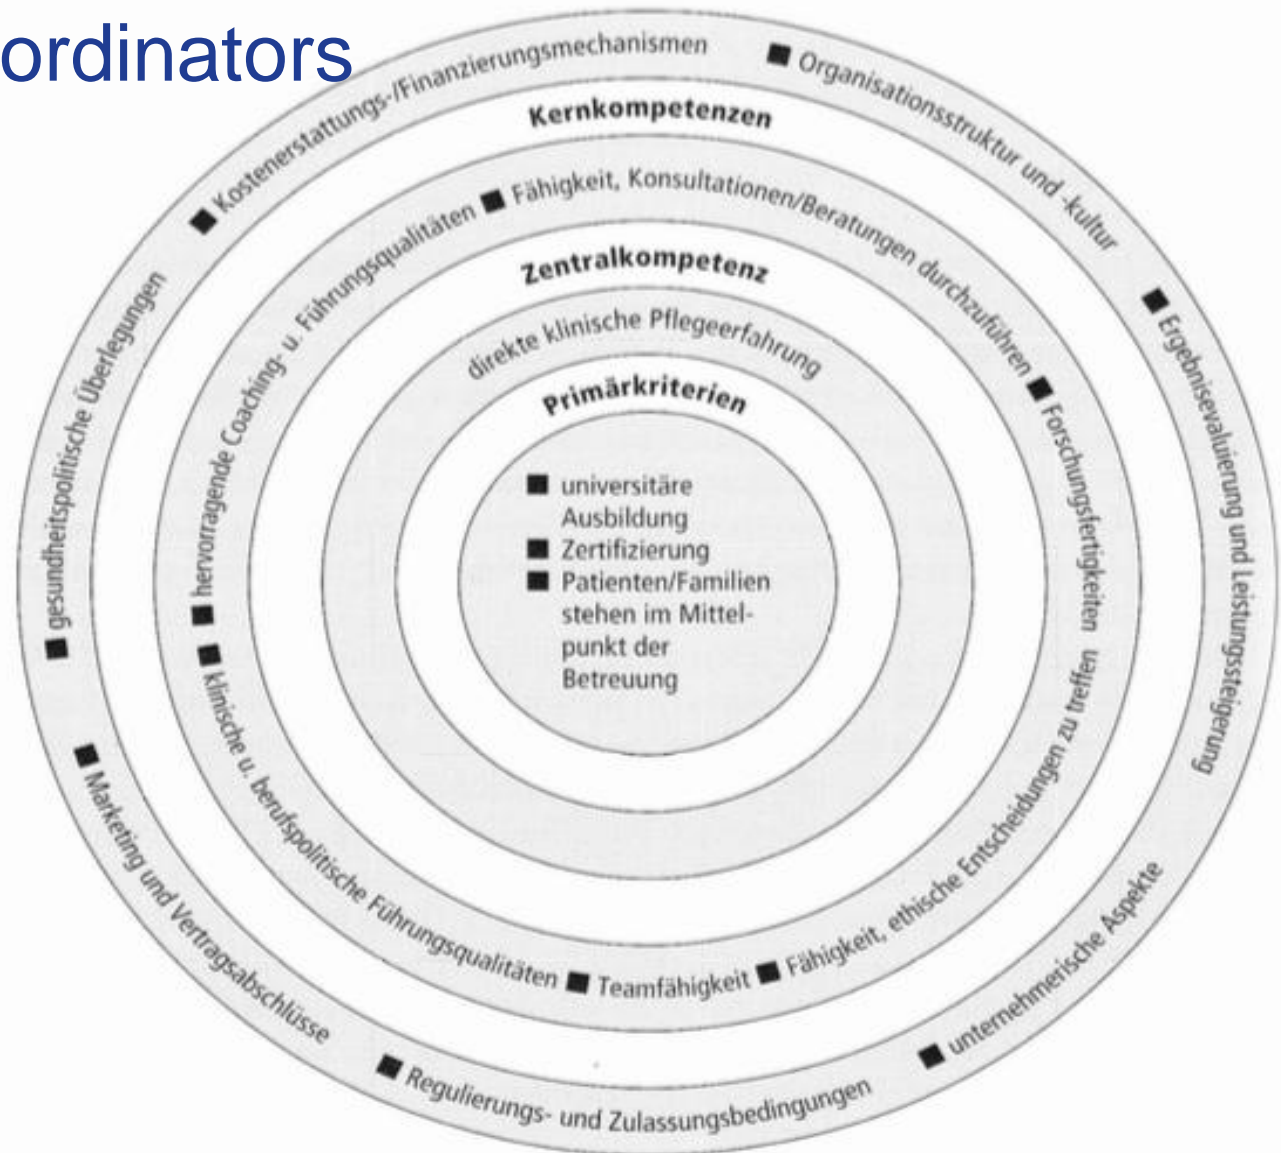 ordinators
Kostenerstattungs-/Finanzierungsmechanismen
Organisationsstruktur und -kultur
Ergebnisevaluierung und Leistungssteigerung
unternehmerische Aspekte
Regulierungs- und Zulassungsbedingungen
Marketing und Vertragsabschlüsse
gesundheitspolitische Überlegungen
Kernkompetenzen
Fähigkeit, Konsultationen/Beratungen durchzuführen
Forschungsfertigkeiten
Fähigkeit, ethische Entscheidungen zu treffen
Teamfähigkeit
klinische u. berufspolitische Führungsqualitäten
hervorragende Coaching- u. Führungsqualitäten
Zentralkompetenz
direkte klinische Pflegeerfahrung
Primärkriterien
universitäre
Ausbildung
Zertifizierung
Patienten/Familien
stehen im Mittel-
punkt der
Betreuung